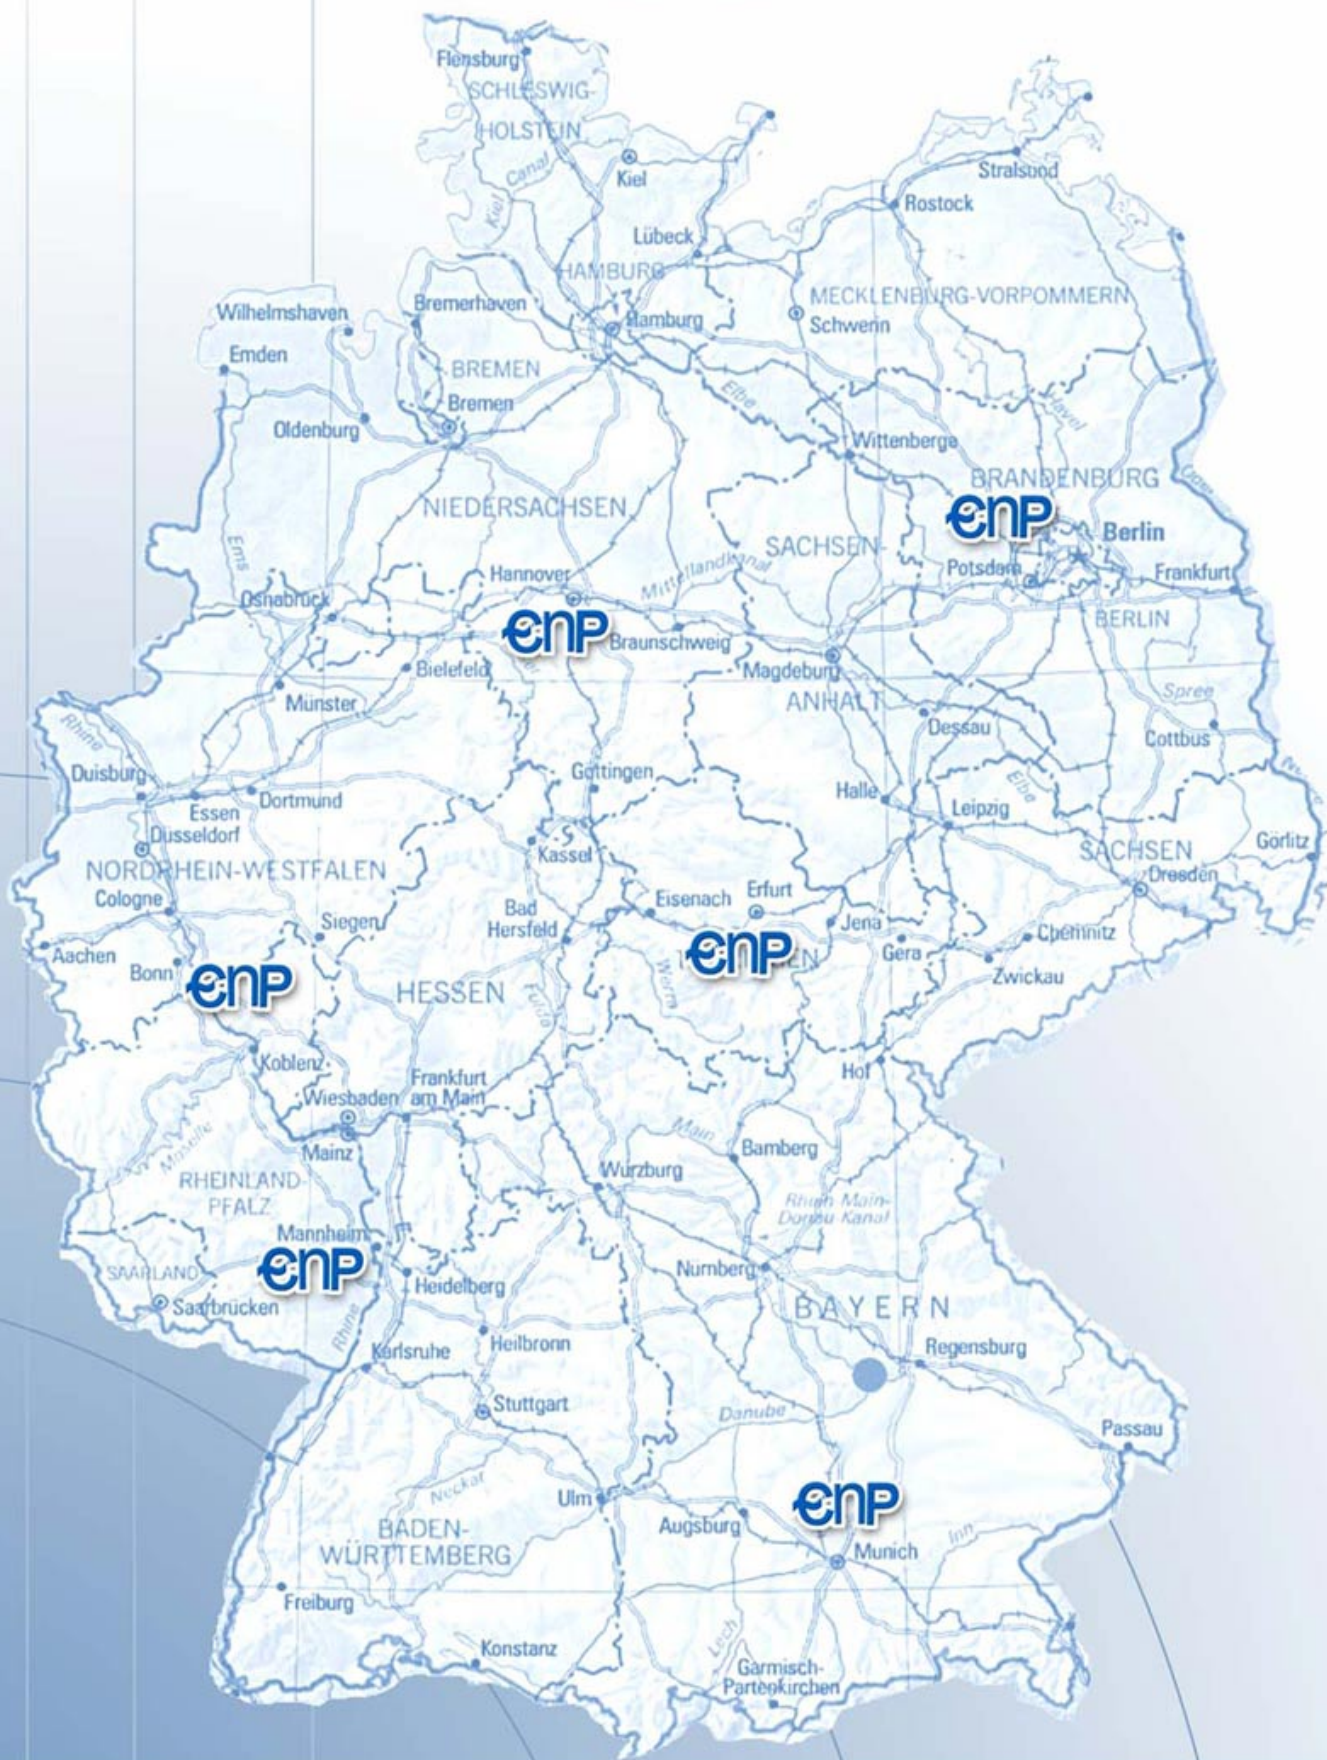 Flensburg
SCHLESWIG-
HOLSTEIN
Kiel Canal
Kiel
Stralsund
Rostock
Lübeck
HAMBURG
MECKLENBURG-VORPOMMERN
Wilhelmshaven
Bremerhaven
Hamburg
Schwerin
Emden
BREMEN
Elbe
Havel
Bremen
Oldenburg
Wittenberge
BRANDENBURG
NIEDERSACHSEN
Oder
enP
Berlin
Ems
SACHSEN-
Hannover
Mittellandkanal
Potsdam
Frankfurt
Osnabrück
BERLIN
enP
Braunschweig
Bielefeld
Magdeburg
Münster
ANHALT
Spree
Rhine
Dessau
Cottbus
Duisburg
Göttingen
Halle
Elbe
Essen
Dortmund
Leipzig
Düsseldorf
Kassel
SACHSEN
Görlitz
NORDRHEIN-WESTFALEN
Dresden
Cologne
Eisenach
Erfurt
Bad
Hersfeld
Siegen
Jena
Chemnitz
Aachen
Gera
Bonn
enP
enP
Zwickau
HESSEN
Fulda
Werra
Koblenz
Hof
Frankfurt
am Main
Wiesbaden
Main
Mainz
Bamberg
Moselle
Würzburg
RHEINLAND-
PFALZ
Rhein Main-
Donau Kanal
Mannheim
enP
SAARLAND
Heidelberg
Nürnberg
Saarbrücken
BAYERN
Rhine
Karlsruhe
Heilbronn
Regensburg
Stuttgart
Danube
Passau
Neckar
Ulm
enP
Augsburg
BADEN-
WÜRTTEMBERG
Inn
Munich
Freiburg
Lech
Konstanz
Garmisch-
Partenkirchen